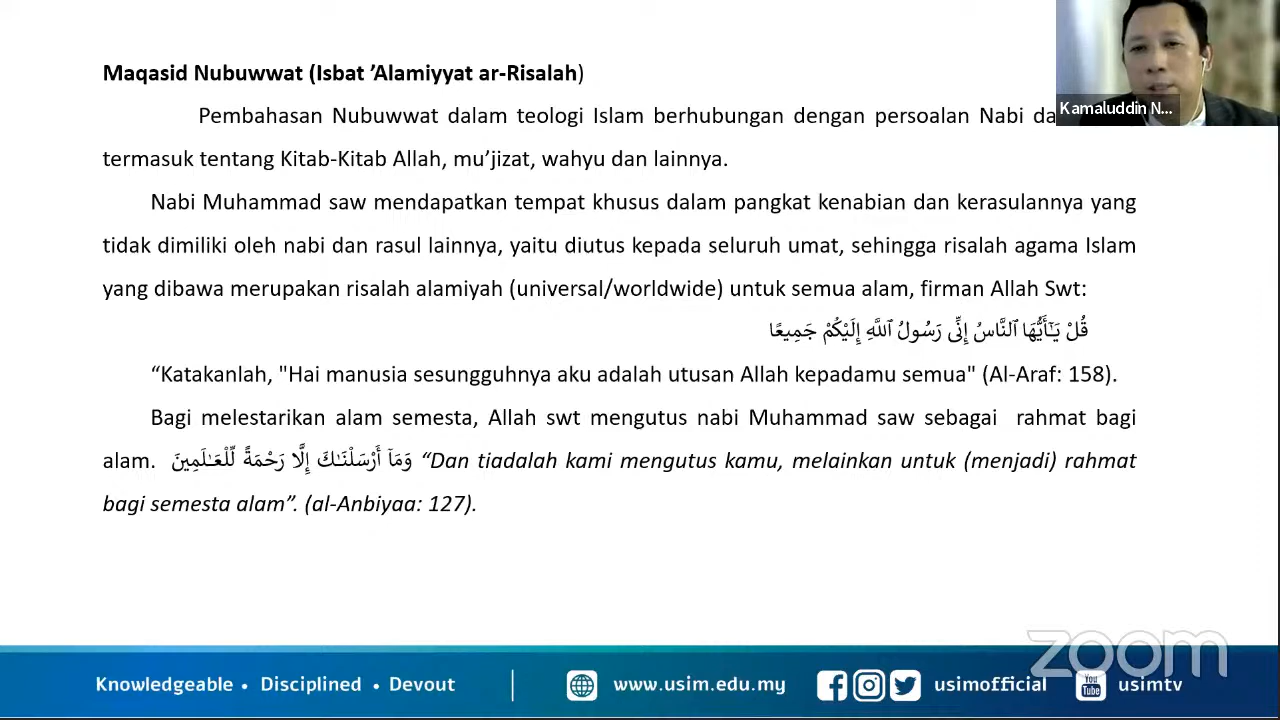 Maqasid Nubuwwat (Isbat ’Alamiyyat ar-Risalah)
Pembahasan Nubuwwat dalam teologi Islam berhubungan dengan persoalan Nabi
termasuk tentang Kitab-Kitab Allah, mu’jizat, wahyu dan lainnya.
Nabi Muhammad saw mendapatkan tempat khusus dalam pangkat kenabian dan kerasulannya yang
tidak dimiliki oleh nabi dan rasul lainnya, yaitu diutus kepada seluruh umat, sehingga risalah agama Islam
yang dibawa merupakan risalah alamiyah (universal/worldwide) untuk semua alam, firman Allah Swt:
قُلْ يَـٰٓأَيُّهَا ٱلنَّاسُ إِنِّى رَسُولُ ٱللَّهِ إِلَيْكُمْ جَمِيعًا
“Katakanlah, "Hai manusia sesungguhnya aku adalah utusan Allah kepadamu semua" (Al-Araf: 158).
Bagi melestarikan alam semesta, Allah swt mengutus nabi Muhammad saw sebagai rahmat bagi
alam. وَمَآ أَرْسَلْنَـٰكَ إِلَّا رَحْمَةً لِّلْعَـٰلَمِينَ “Dan tiadalah kami mengutus kamu, melainkan untuk (menjadi) rahmat
bagi semesta alam”. (al-Anbiyaa: 127).
Kamaluddin N...
zoom
Knowledgeable • Disciplined • Devout www.usim.edu.my usimofficial You Tube usimtv